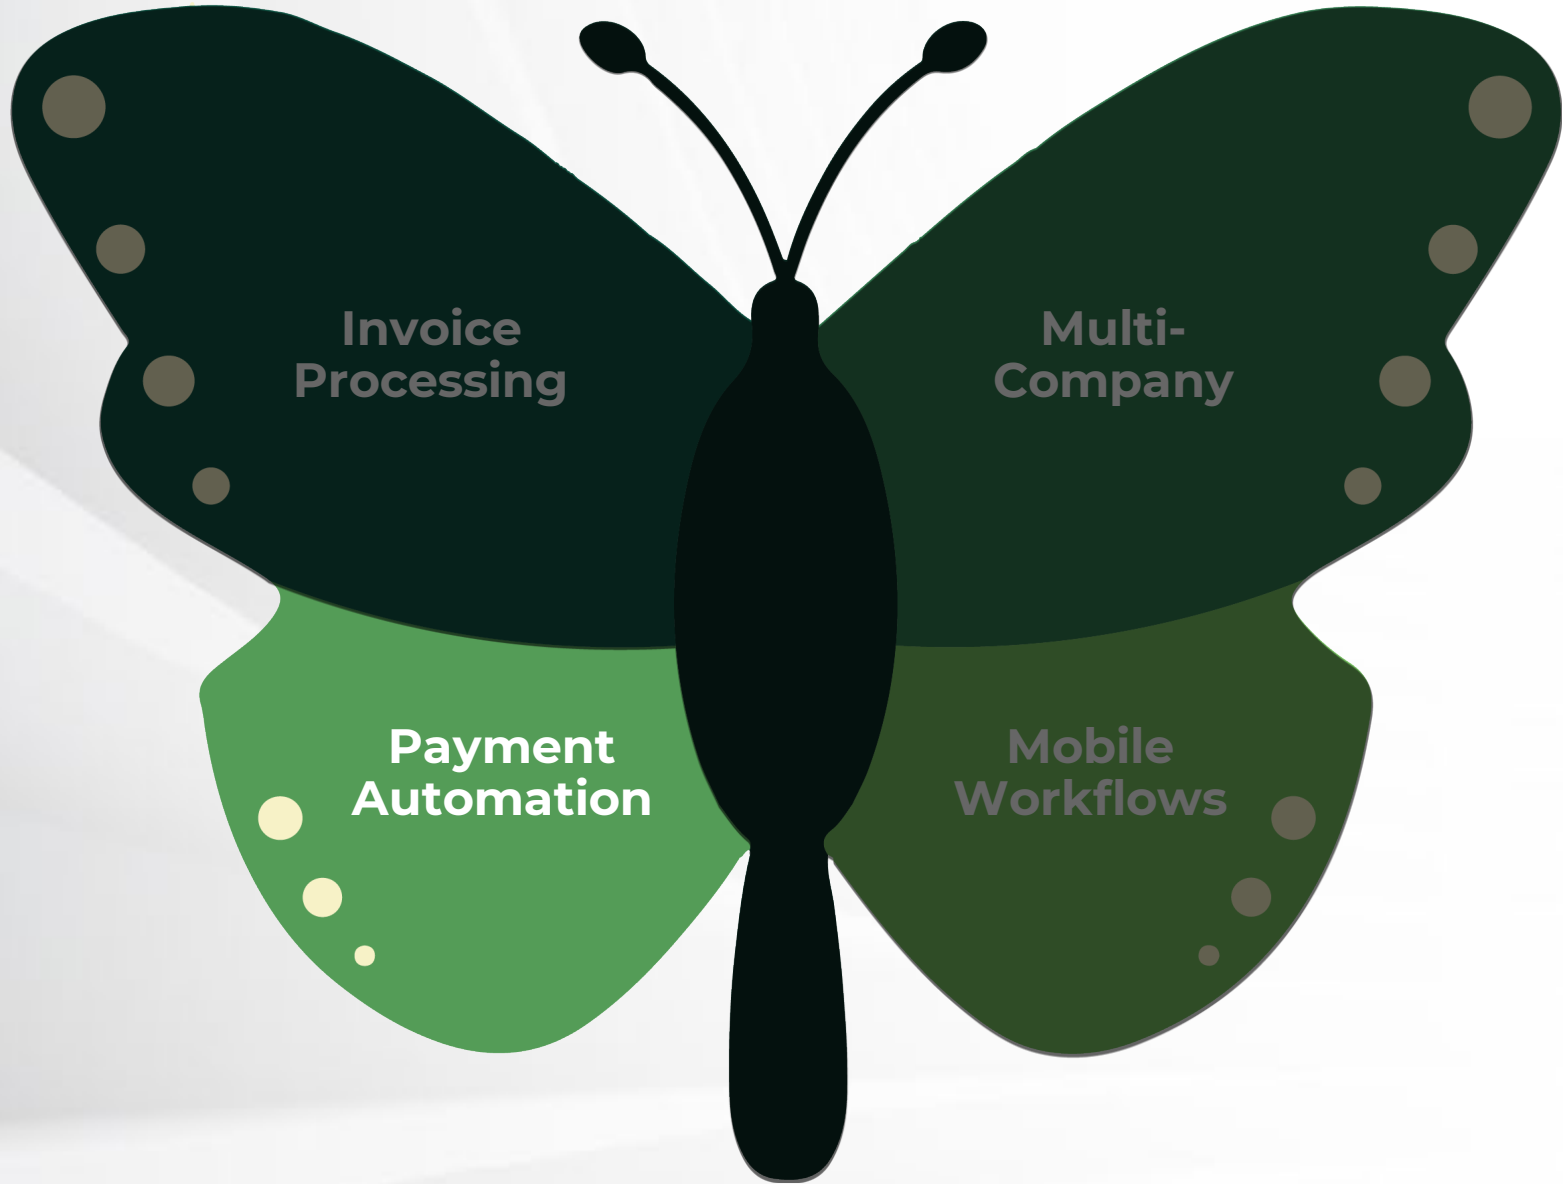 Invoice
Processing
Multi-
Company
Payment
Automation
Mobile
Workflows